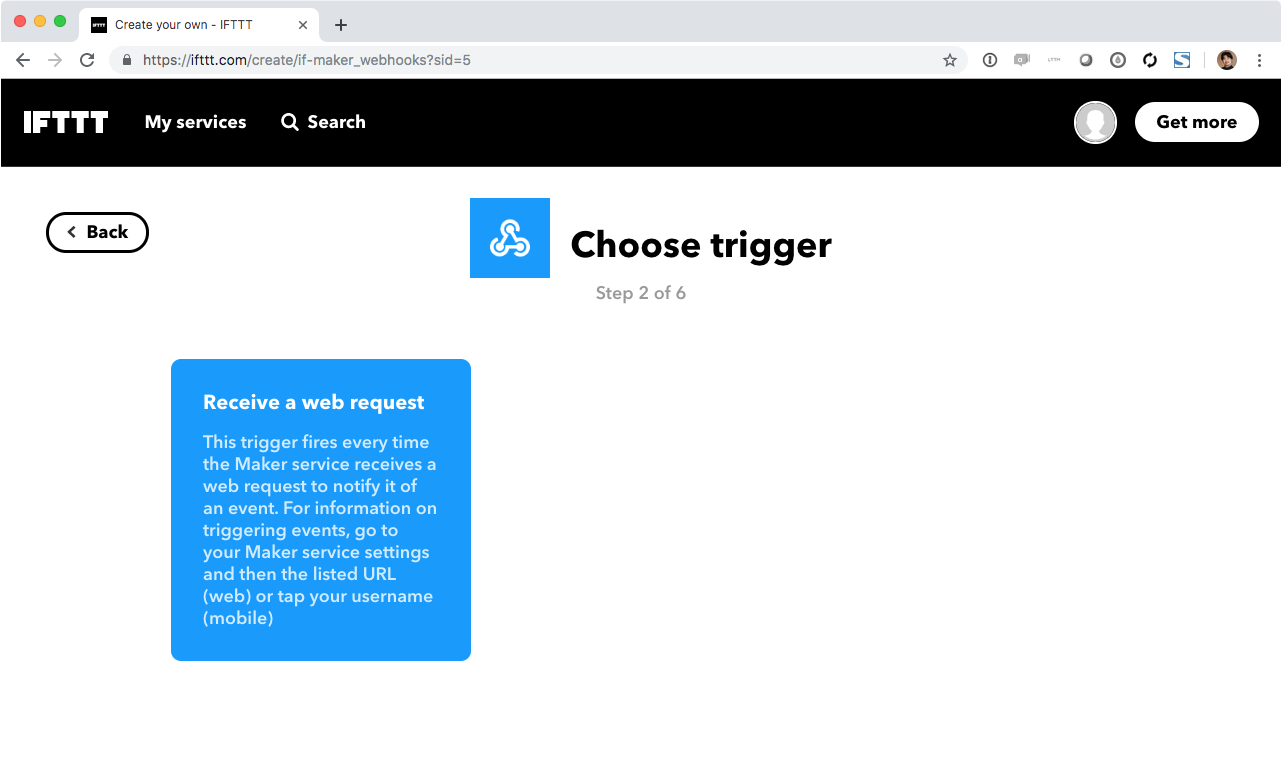 IFTTT Create your own - IFTTT
https://ifttt.com/create/if-maker_webhooks?sid=5
LTTH
IFTTT My services Search Get more
Back
Choose trigger
Step 2 of 6
Receive a web request
This trigger fires every time
the Maker service receives a
web request to notify it of
an event. For information on
triggering events, go to
your Maker service settings
and then the listed URL
(web) or tap your username
(mobile)